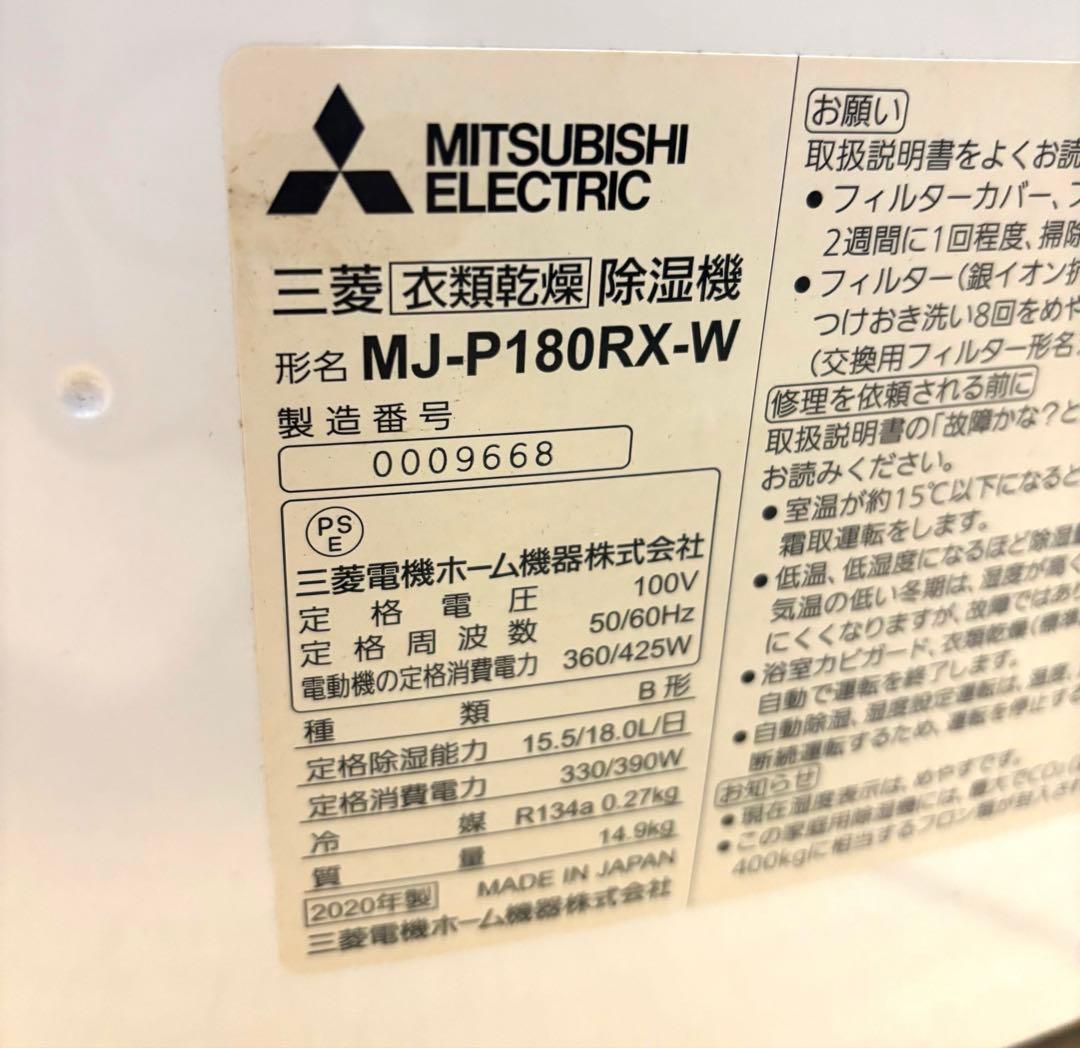 MITSUBISHI
ELECTRIC
三菱 衣類乾燥 除湿機
形名 MJ-P180RX-W
製造番号
0009668
PS
E
三菱電機ホーム機器株式会社
定格電圧 100V
定格周波数 50/60Hz
電動機の定格消費電力 360/425W
種類 B形
定格除湿能力 15.5/18.0L/日
定格消費電力 330/390W
冷媒 R134a 0.27kg
質量 14.9kg
2020年製 MADE IN JAPAN
三菱電機ホーム機器株式会社
お願い
取扱説明書をよくお読
●フィルターカバー、フ
2週間に1回程度、掃除
●フィルター(銀イオン抗
つけおき洗い8回をめや
(交換用フィルター形名
修理を依頼される前に
取扱説明書の「故障かな?と
お読みください。
●室温が約15℃以下になると
霜取運転をします。
●低温、低湿度になるほど除湿量
気温の低い冬期は、湿度が高く
にくくなりますが、故障ではあり
●浴室カビガード、衣類乾燥(標準
自動で運転を終了します。
●自動除湿、湿度設定運転は、温度、
断続運転するため、運転を停止する
お知らせ
●現在湿度表示は、めやすです。
●この家庭用除湿機には、最大でCO₂
400kgに相当するフロン類が封入され